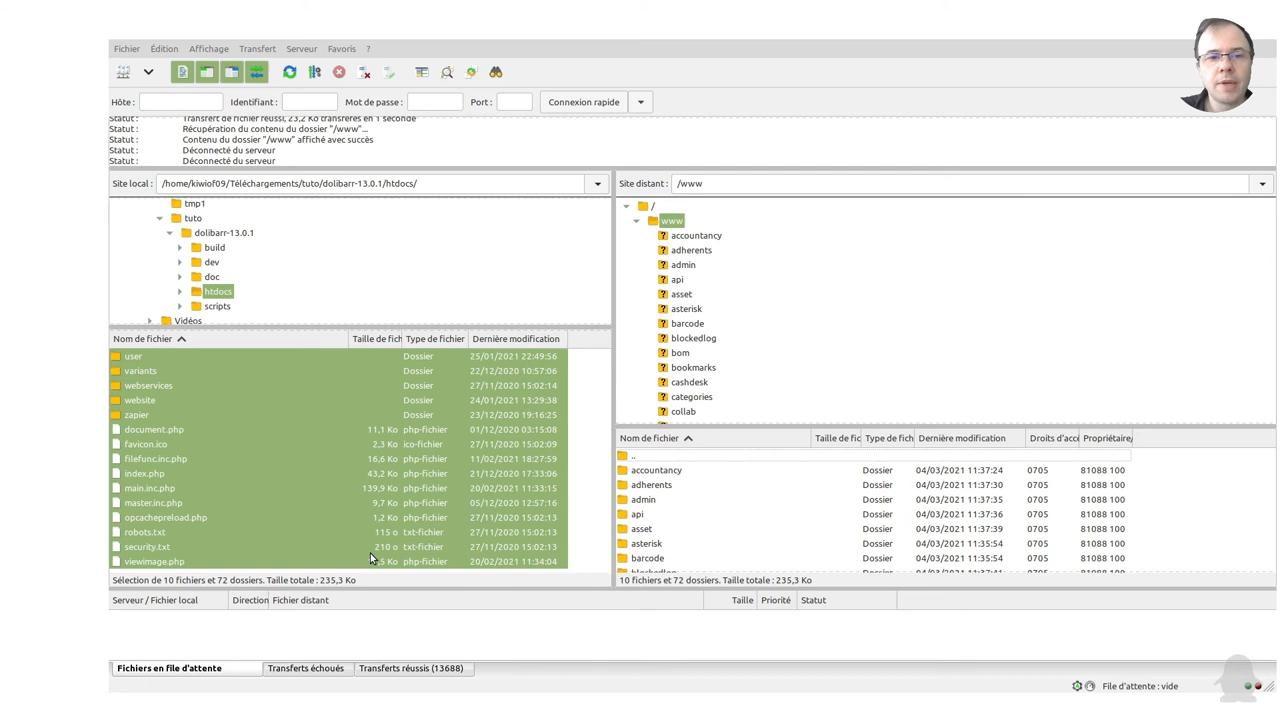 Fichier Édition Affichage Transfert Serveur Favoris ?
Hôte : Identifiant : Mot de passe : Port : Connexion rapide
Statut : Transfert de fichier réussi, 23,2 Ko transférés en 1 seconde
Statut : Récupération du contenu du dossier "/www"...
Statut : Contenu du dossier "/www" affiché avec succès
Statut : Déconnecté du serveur
Statut : Déconnecté du serveur
Site local : /home/kiwiof09/Téléchargements/tuto/dolibarr-13.0.1/htdocs/
tmp1
tuto
dolibarr-13.0.1
build
dev
doc
htdocs
scripts
Vidéos
Nom de fichier Taille de fich Type de fichier Dernière modification
user Dossier 25/01/2021 22:49:56
variants Dossier 22/12/2020 10:57:06
webservices Dossier 27/11/2020 15:02:14
website Dossier 24/01/2021 13:29:38
zapier Dossier 23/12/2020 19:16:25
document.php 11,1 Ko php-fichier 01/12/2020 03:15:08
favicon.ico 2,3 Ko ico-fichier 27/11/2020 15:02:09
filefunc.inc.php 16,6 Ko php-fichier 11/02/2021 18:27:59
index.php 43,2 Ko php-fichier 21/12/2020 17:33:06
main.inc.php 139,9 Ko php-fichier 20/02/2021 11:33:15
master.inc.php 9,7 Ko php-fichier 05/12/2020 12:57:16
opcachepreload.php 1,2 Ko php-fichier 27/11/2020 15:02:13
robots.txt 115 o txt-fichier 27/11/2020 15:02:13
security.txt 210 o txt-fichier 27/11/2020 15:02:13
viewimage.php ,5 Ko php-fichier 20/02/2021 11:34:04
Sélection de 10 fichiers et 72 dossiers. Taille totale : 235,3 Ko
Site distant : /www
/
www
accountancy
adherents
admin
api
asset
asterisk
barcode
blockedlog
bom
bookmarks
cashdesk
categories
collab
Nom de fichier Taille de fic Type de fich Dernière modification Droits d'accè Propriétaire/
..
accountancy Dossier 04/03/2021 11:37:24 0705 81088 100
adherents Dossier 04/03/2021 11:37:30 0705 81088 100
admin Dossier 04/03/2021 11:37:35 0705 81088 100
api Dossier 04/03/2021 11:37:36 0705 81088 100
asset Dossier 04/03/2021 11:37:39 0705 81088 100
asterisk Dossier 04/03/2021 11:35:54 0705 81088 100
barcode Dossier 04/03/2021 11:35:54 0705 81088 100
10 fichiers et 72 dossiers. Taille totale : 235,3 Ko
Serveur / Fichier local Direction Fichier distant Taille Priorité Statut
Fichiers en file d'attente Transferts échoués Transferts réussis (13688)
File d'attente : vide